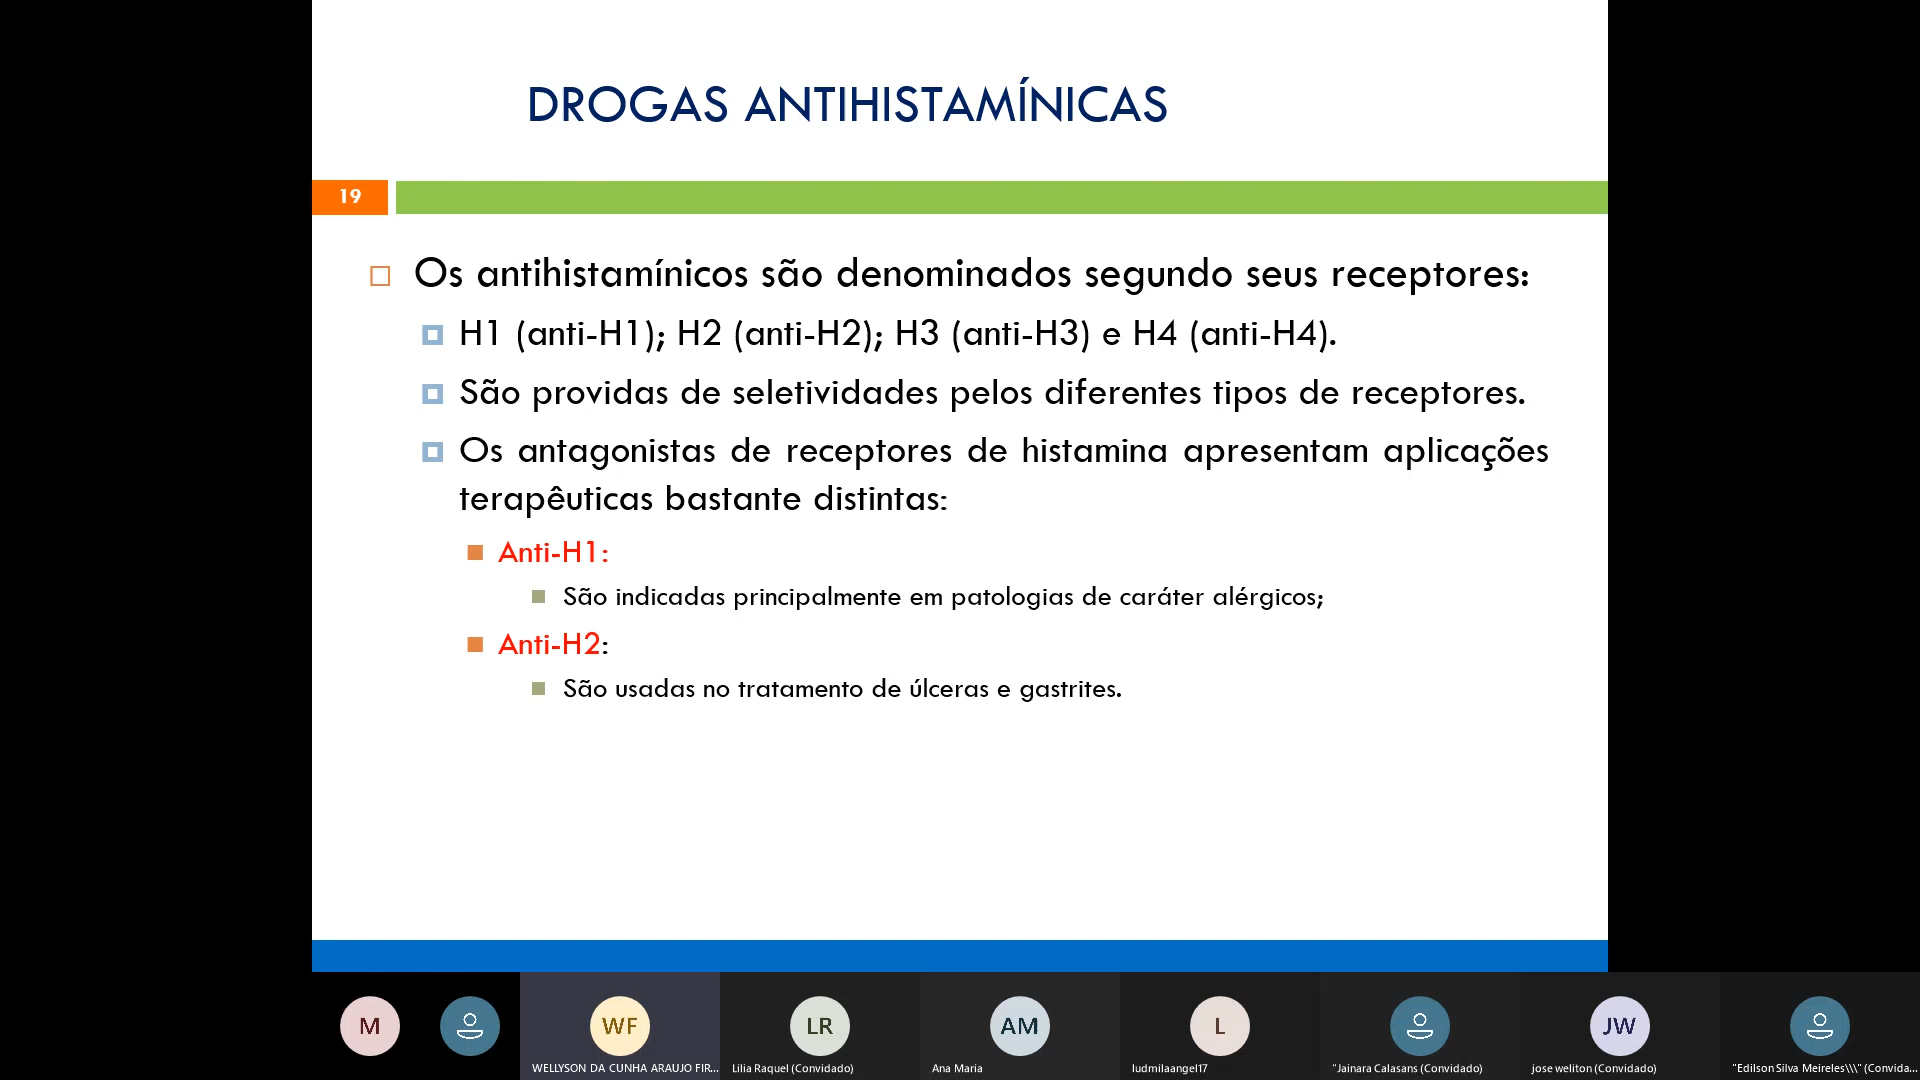 DROGAS ANTIHISTAMÍNICAS
19
Os antihistamínicos são denominados segundo seus receptores:
H1 (anti-H1); H2 (anti-H2); H3 (anti-H3) e H4 (anti-H4).
São providas de seletividades pelos diferentes tipos de receptores.
Os antagonistas de receptores de histamina apresentam aplicações
terapêuticas bastante distintas:
Anti-H1:
São indicadas principalmente em patologias de caráter alérgicos;
Anti-H2:
São usadas no tratamento de úlceras e gastrites.
M
WF
LR
AM
L
JW
WELLYSON DA CUNHA ARAUJO FIR...
Lilia Raquel (Convidado)
Ana Maria
ludmilaangel17
"Jainara Calasans (Convidado)
jose weliton (Convidado)
"Edilson Silva Meireles\\\" (Convida...